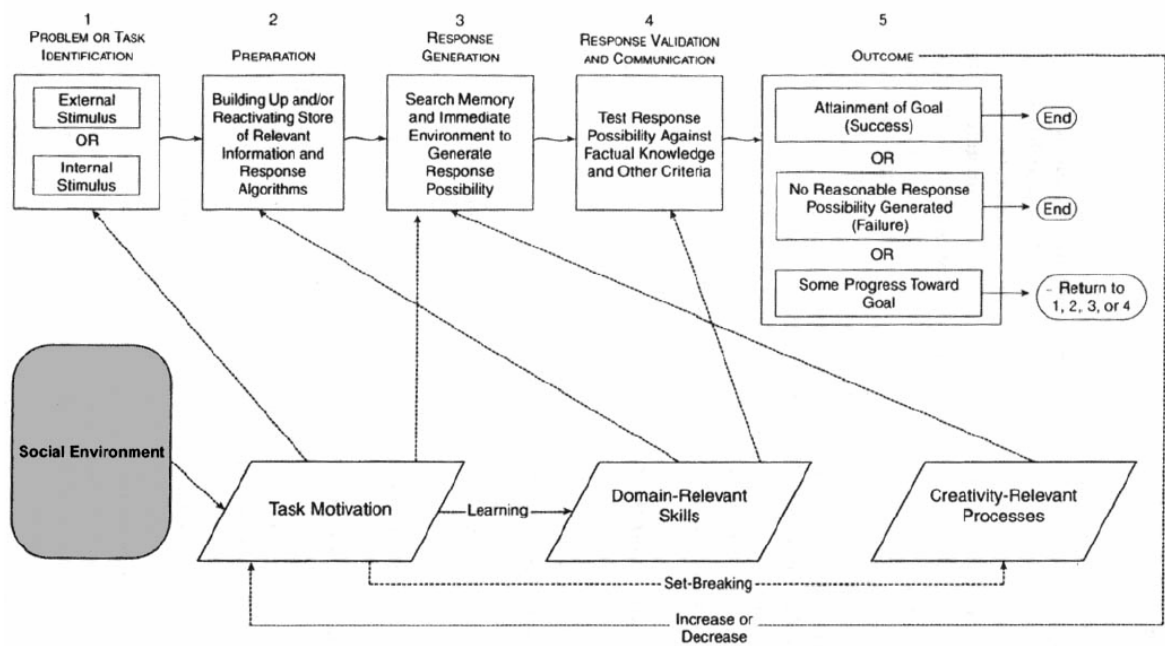 1
PROBLEM OR TASK
IDENTIFICATION
External
Stimulus
OR
Internal
Stimulus
2
PREPARATION
Building Up and/or
Reactivating Store
of Relevant
Information and
Response
Algorithms
3
RESPONSE
GENERATION
Search Memory
and Immediate
Environment to
Generate
Response
Possibility
4
RESPONSE VALIDATION
AND COMMUNICATION
Test Response
Possibility Against
Factual Knowledge
and Other Criteria
5
OUTCOME
Attainment of Goal
(Success)
End
OR
No Reasonable Response
Possibility Generated
(Failure)
End
OR
Some Progress Toward
Goal
Return to
1, 2, 3, or 4
Social Environment
Task Motivation
Learning
Domain-Relevant
Skills
Creativity-Relevant
Processes
Set-Breaking
Increase or
Decrease